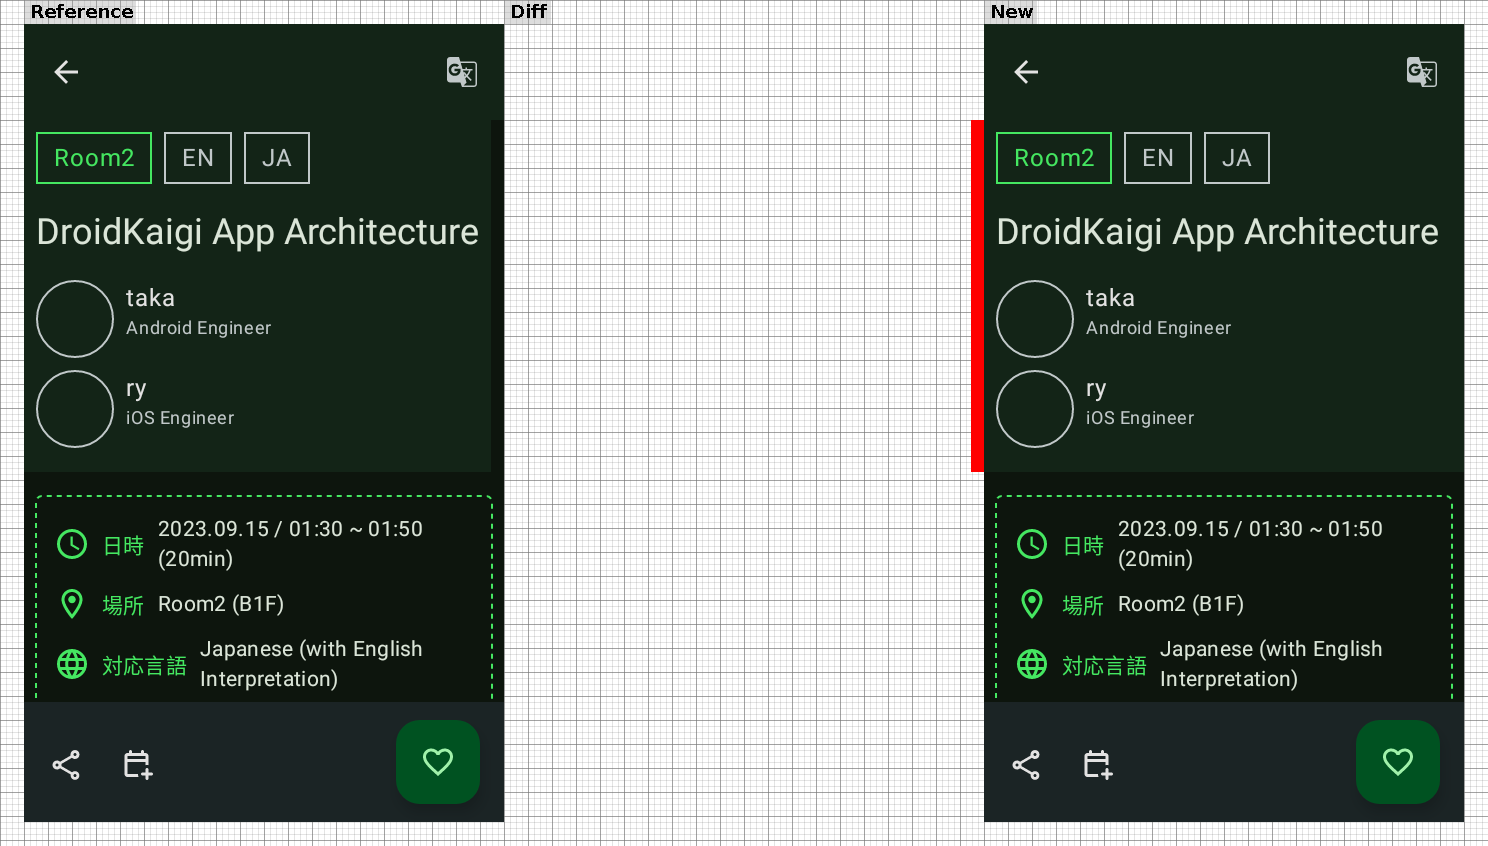 Reference
Diff
New
Room2
EN
JA
DroidKaigi App Architecture
taka
Android Engineer
ry
iOS Engineer
日時
2023.09.15 / 01:30 ~ 01:50
(20min)
場所
Room2 (B1F)
対応言語
Japanese (with English
Interpretation)
Room2
EN
JA
DroidKaigi App Architecture
taka
Android Engineer
ry
iOS Engineer
日時
2023.09.15 / 01:30 ~ 01:50
(20min)
場所
Room2 (B1F)
対応言語
Japanese (with English
Interpretation)